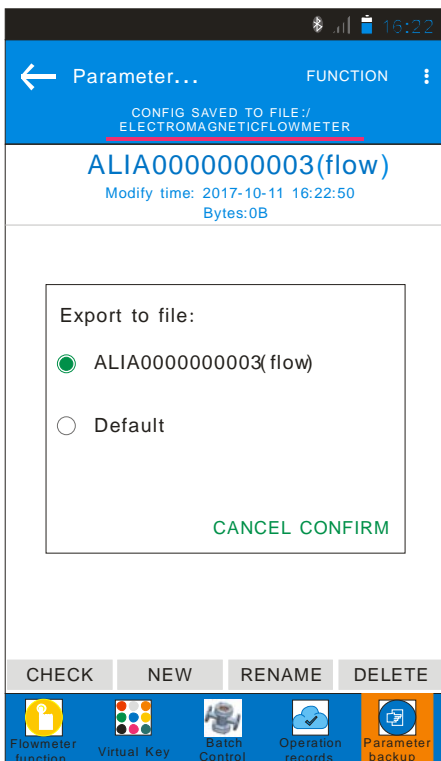 16:22
Parameter...
FUNCTION
CONFIG SAVED TO FILE:/
ELECTROMAGNETICFLOWMETER
ALIA0000000003(flow)
Modify time: 2017-10-11 16:22:50
Bytes:0B
Export to file:
ALIA0000000003(flow)
Default
CANCEL CONFIRM
CHECK NEW RENAME DELETE
Flowmeter function
Virtual Key
Batch Control
Operation records
Parameter backup